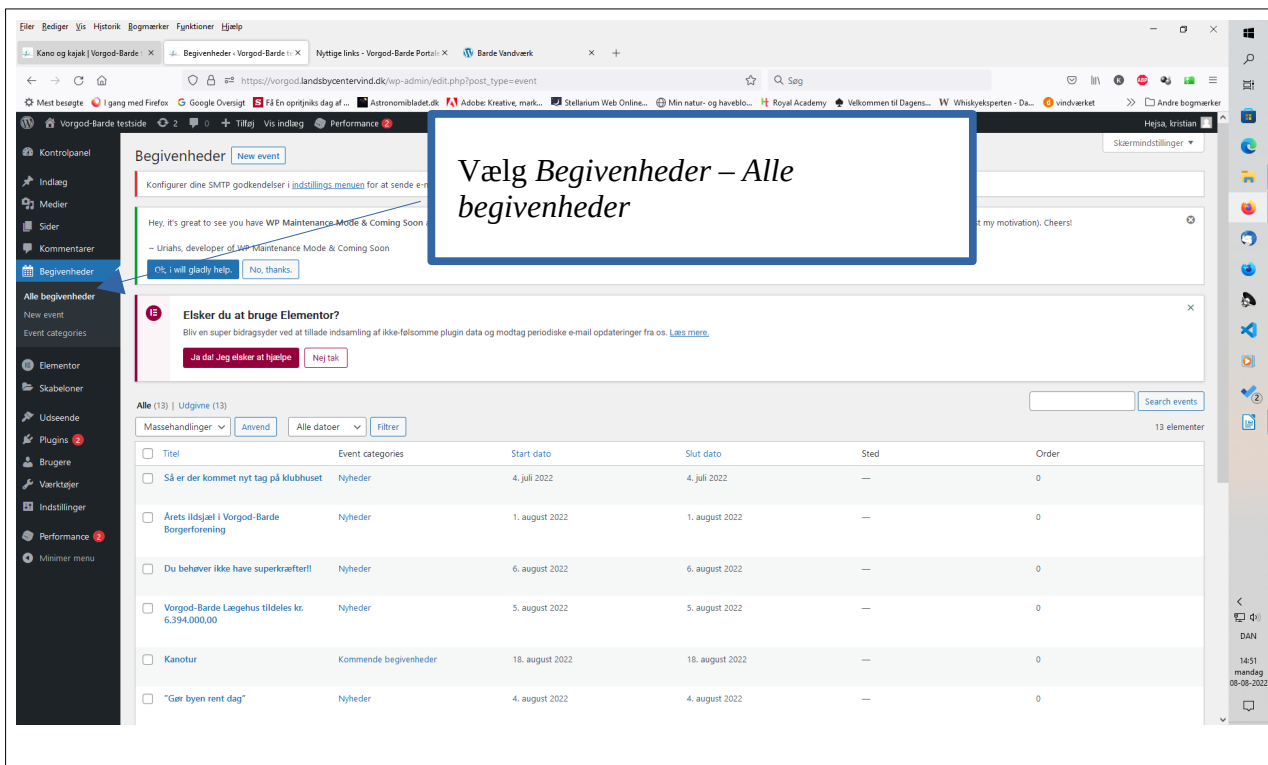 Filer Rediger Vis Historik Bogmærker Funktioner Hjælp
Kano og kajak | Vorgod-Barde
Begivenheder ‹ Vorgod-Barde te
Nyttige links - Vorgod-Barde Portale
Barde Vandværk
https://vorgod.landsbycentervind.dk/wp-admin/edit.php?post_type=event
Søg
Mest besøgte I gang med Firefox Google Oversigt Få En opritjniks dag af ... Astronomibladet.dk Adobe: Kreative, mark... Stellarium Web Online... Min natur- og haveblo... Royal Academy Velkommen til Dagens... Whiskyeksperten - Da... vindværket Andre bogmærker
Vorgod-Barde testside 2 0 + Tilføj Vis indlæg Performance 2 Hejsa, kristian
Vælg Begivenheder – Alle
begivenheder
Kontrolpanel
Indlæg
Medier
Sider
Kommentarer
Begivenheder
Alle begivenheder
New event
Event categories
Elementor
Skabeloner
Udseende
Plugins 2
Brugere
Værktøjer
Indstillinger
Performance 2
Minimer menu
Skærmindstillinger
Begivenheder New event
Konfigurer dine SMTP godkendelser i indstillings menuen for at sende
Hey, it's great to see you have WP Maintenance Mode & Coming Soon
st my motivation). Cheers!
– Uriahs, developer of WP Maintenance Mode & Coming Soon
Ok, i will gladly help. No, thanks.
Elsker du at bruge Elementor?
Bliv en super bidragsyder ved at tillade indsamling af ikke-følsomme plugin data og modtag periodiske e-mail opdateringer fra os. Læs mere.
Ja da! Jeg elsker at hjælpe Nej tak
Alle (13) | Udgivne (13)
Search events
Massehandlinger Anvend Alle datoer Filtrer 13 elementer
Titel Event categories Start dato Slut dato Sted Order
Så er der kommet nyt tag på klubhuset Nyheder 4. juli 2022 4. juli 2022 — 0
Årets ildsjæl i Vorgod-Barde Nyheder 1. august 2022 1. august 2022 — 0
Borgerforening
Du behøver ikke have superkræfter!! Nyheder 6. august 2022 6. august 2022 — 0
Vorgod-Barde Lægehus tildeles kr. Nyheder 5. august 2022 5. august 2022 — 0
6.394.000,00
Kanotur Kommende begivenheder 18. august 2022 18. august 2022 — 0
"Gør byen rent dag" Nyheder 4. august 2022 4. august 2022 — 0
2
DAN
14:51
mandag
08-08-2022